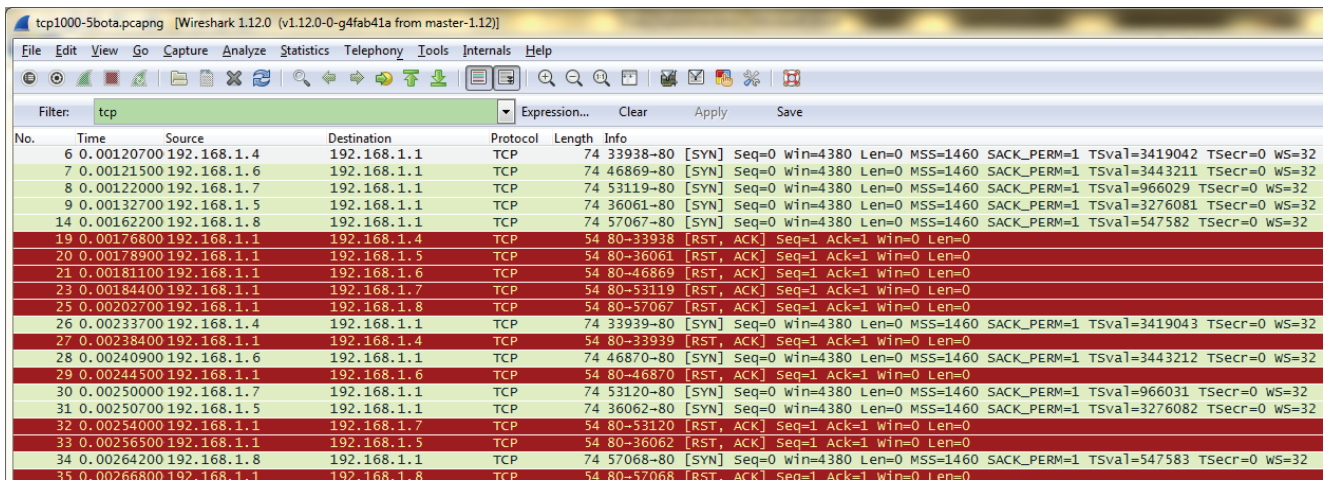 tcp1000-5bota.pcapng [Wireshark 1.12.0 (v1.12.0-0-g4fab41a from master-1.12)]
File Edit View Go Capture Analyze Statistics Telephony Tools Internals Help
Filter: tcp Expression... Clear Apply Save
No. Time Source Destination Protocol Length Info
6 0.00120700 192.168.1.4 192.168.1.1 TCP 74 33938→80 [SYN] Seq=0 Win=4380 Len=0 MSS=1460 SACK_PERM=1 TSval=3419042 TSecr=0 WS=32
7 0.00121500 192.168.1.6 192.168.1.1 TCP 74 46869→80 [SYN] Seq=0 Win=4380 Len=0 MSS=1460 SACK_PERM=1 TSval=3443211 TSecr=0 WS=32
8 0.00122000 192.168.1.7 192.168.1.1 TCP 74 53119→80 [SYN] Seq=0 Win=4380 Len=0 MSS=1460 SACK_PERM=1 TSval=966029 TSecr=0 WS=32
9 0.00132700 192.168.1.5 192.168.1.1 TCP 74 36061→80 [SYN] Seq=0 Win=4380 Len=0 MSS=1460 SACK_PERM=1 TSval=3276081 TSecr=0 WS=32
14 0.00162200 192.168.1.8 192.168.1.1 TCP 74 57067→80 [SYN] Seq=0 Win=4380 Len=0 MSS=1460 SACK_PERM=1 TSval=547582 TSecr=0 WS=32
19 0.00176800 192.168.1.1 192.168.1.4 TCP 54 80→33938 [RST, ACK] Seq=1 Ack=1 Win=0 Len=0
20 0.00178900 192.168.1.1 192.168.1.5 TCP 54 80→36061 [RST, ACK] Seq=1 Ack=1 Win=0 Len=0
21 0.00181100 192.168.1.1 192.168.1.6 TCP 54 80→46869 [RST, ACK] Seq=1 Ack=1 Win=0 Len=0
23 0.00184400 192.168.1.1 192.168.1.7 TCP 54 80→53119 [RST, ACK] Seq=1 Ack=1 Win=0 Len=0
25 0.00202700 192.168.1.1 192.168.1.8 TCP 54 80→57067 [RST, ACK] Seq=1 Ack=1 Win=0 Len=0
26 0.00233700 192.168.1.4 192.168.1.1 TCP 74 33939→80 [SYN] Seq=0 Win=4380 Len=0 MSS=1460 SACK_PERM=1 TSval=3419043 TSecr=0 WS=32
27 0.00238400 192.168.1.1 192.168.1.4 TCP 54 80→33939 [RST, ACK] Seq=1 Ack=1 Win=0 Len=0
28 0.00240900 192.168.1.6 192.168.1.1 TCP 74 46870→80 [SYN] Seq=0 Win=4380 Len=0 MSS=1460 SACK_PERM=1 TSval=3443212 TSecr=0 WS=32
29 0.00244500 192.168.1.1 192.168.1.6 TCP 54 80→46870 [RST, ACK] Seq=1 Ack=1 Win=0 Len=0
30 0.00250000 192.168.1.7 192.168.1.1 TCP 74 53120→80 [SYN] Seq=0 Win=4380 Len=0 MSS=1460 SACK_PERM=1 TSval=966031 TSecr=0 WS=32
31 0.00250700 192.168.1.5 192.168.1.1 TCP 74 36062→80 [SYN] Seq=0 Win=4380 Len=0 MSS=1460 SACK_PERM=1 TSval=3276082 TSecr=0 WS=32
32 0.00254000 192.168.1.1 192.168.1.7 TCP 54 80→53120 [RST, ACK] Seq=1 Ack=1 Win=0 Len=0
33 0.00256500 192.168.1.1 192.168.1.5 TCP 54 80→36062 [RST, ACK] Seq=1 Ack=1 Win=0 Len=0
34 0.00264200 192.168.1.8 192.168.1.1 TCP 74 57068→80 [SYN] Seq=0 Win=4380 Len=0 MSS=1460 SACK_PERM=1 TSval=547583 TSecr=0 WS=32
35 0.00266800 192.168.1.1 192.168.1.8 TCP 54 80→57068 [RST, ACK] Seq=1 Ack=1 Win=0 Len=0